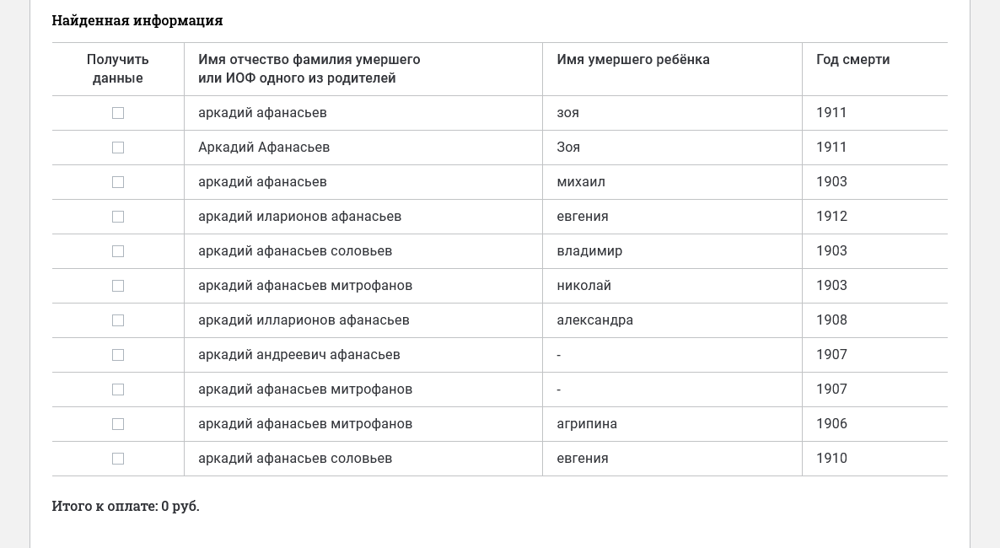 Найденная информация
Получить данные Имя отчество фамилия умершего или ИОФ одного из родителей Имя умершего ребёнка Год смерти
аркадий афанасьев зоя 1911
Аркадий Афанасьев Зоя 1911
аркадий афанасьев михаил 1903
аркадий иларионов афанасьев евгения 1912
аркадий афанасьев соловьев владимир 1903
аркадий афанасьев митрофанов николай 1903
аркадий илларионов афанасьев александра 1908
аркадий андреевич афанасьев - 1907
аркадий афанасьев митрофанов - 1907
аркадий афанасьев митрофанов агрипина 1906
аркадий афанасьев соловьев евгения 1910
Итого к оплате: 0 руб.